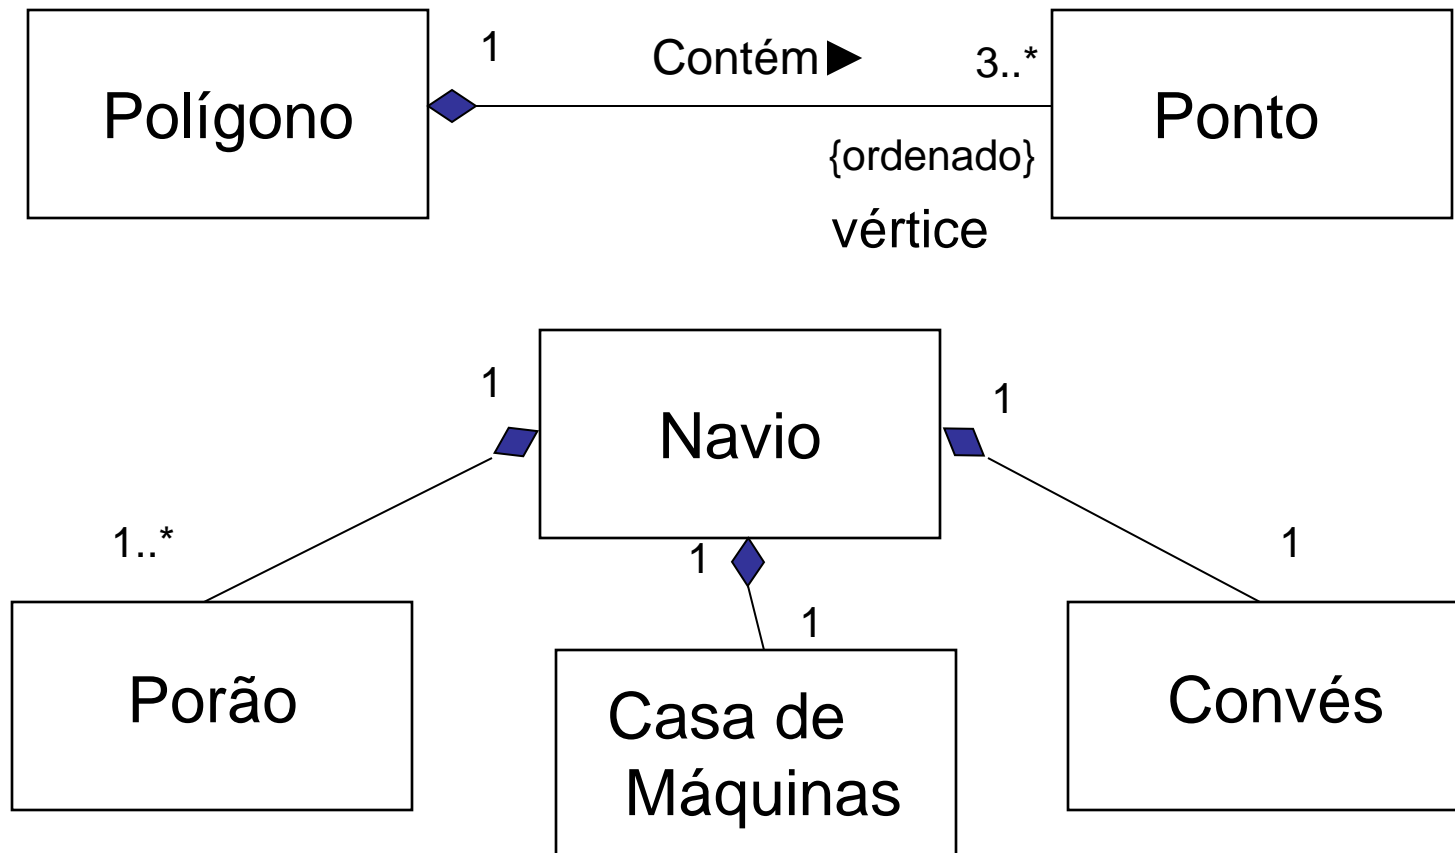 1
Contém
3..*
Polígono
Ponto
{ordenado}
vértice
1
Navio
1
1..*
1
1
1
Porão
Casa de
Máquinas
Convés